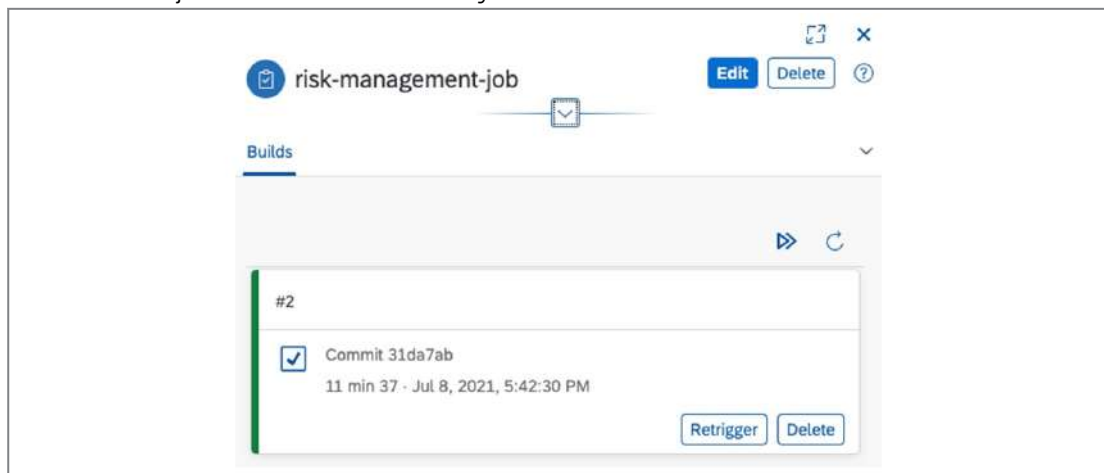 risk-management-job
Edit Delete
Builds
#2
Commit 31da7ab
11 min 37 · Jul 8, 2021, 5:42:30 PM
Retrigger Delete